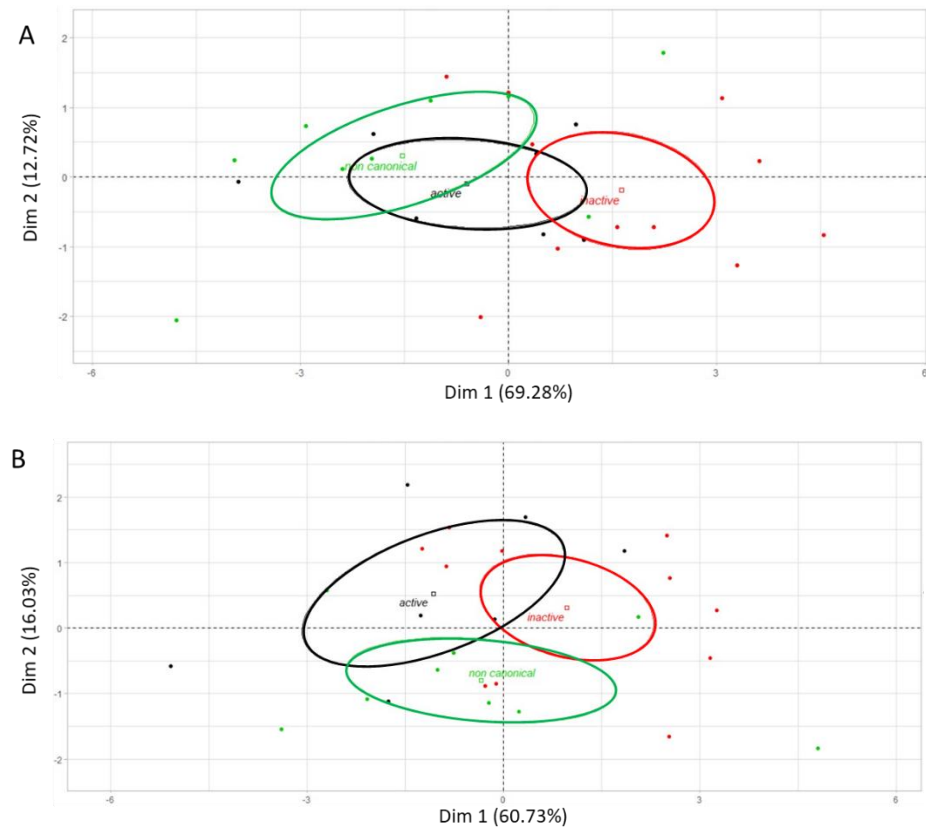 A
2
1
0
-1
-2
Dim 2 (12.72%)
non canonical
active
inactive
-6
-3
0
3
6
Dim 1 (69.28%)
B
2
1
0
-1
-2
Dim 2 (16.03%)
active
inactive
non canonical
-6
-3
0
3
6
Dim 1 (60.73%)